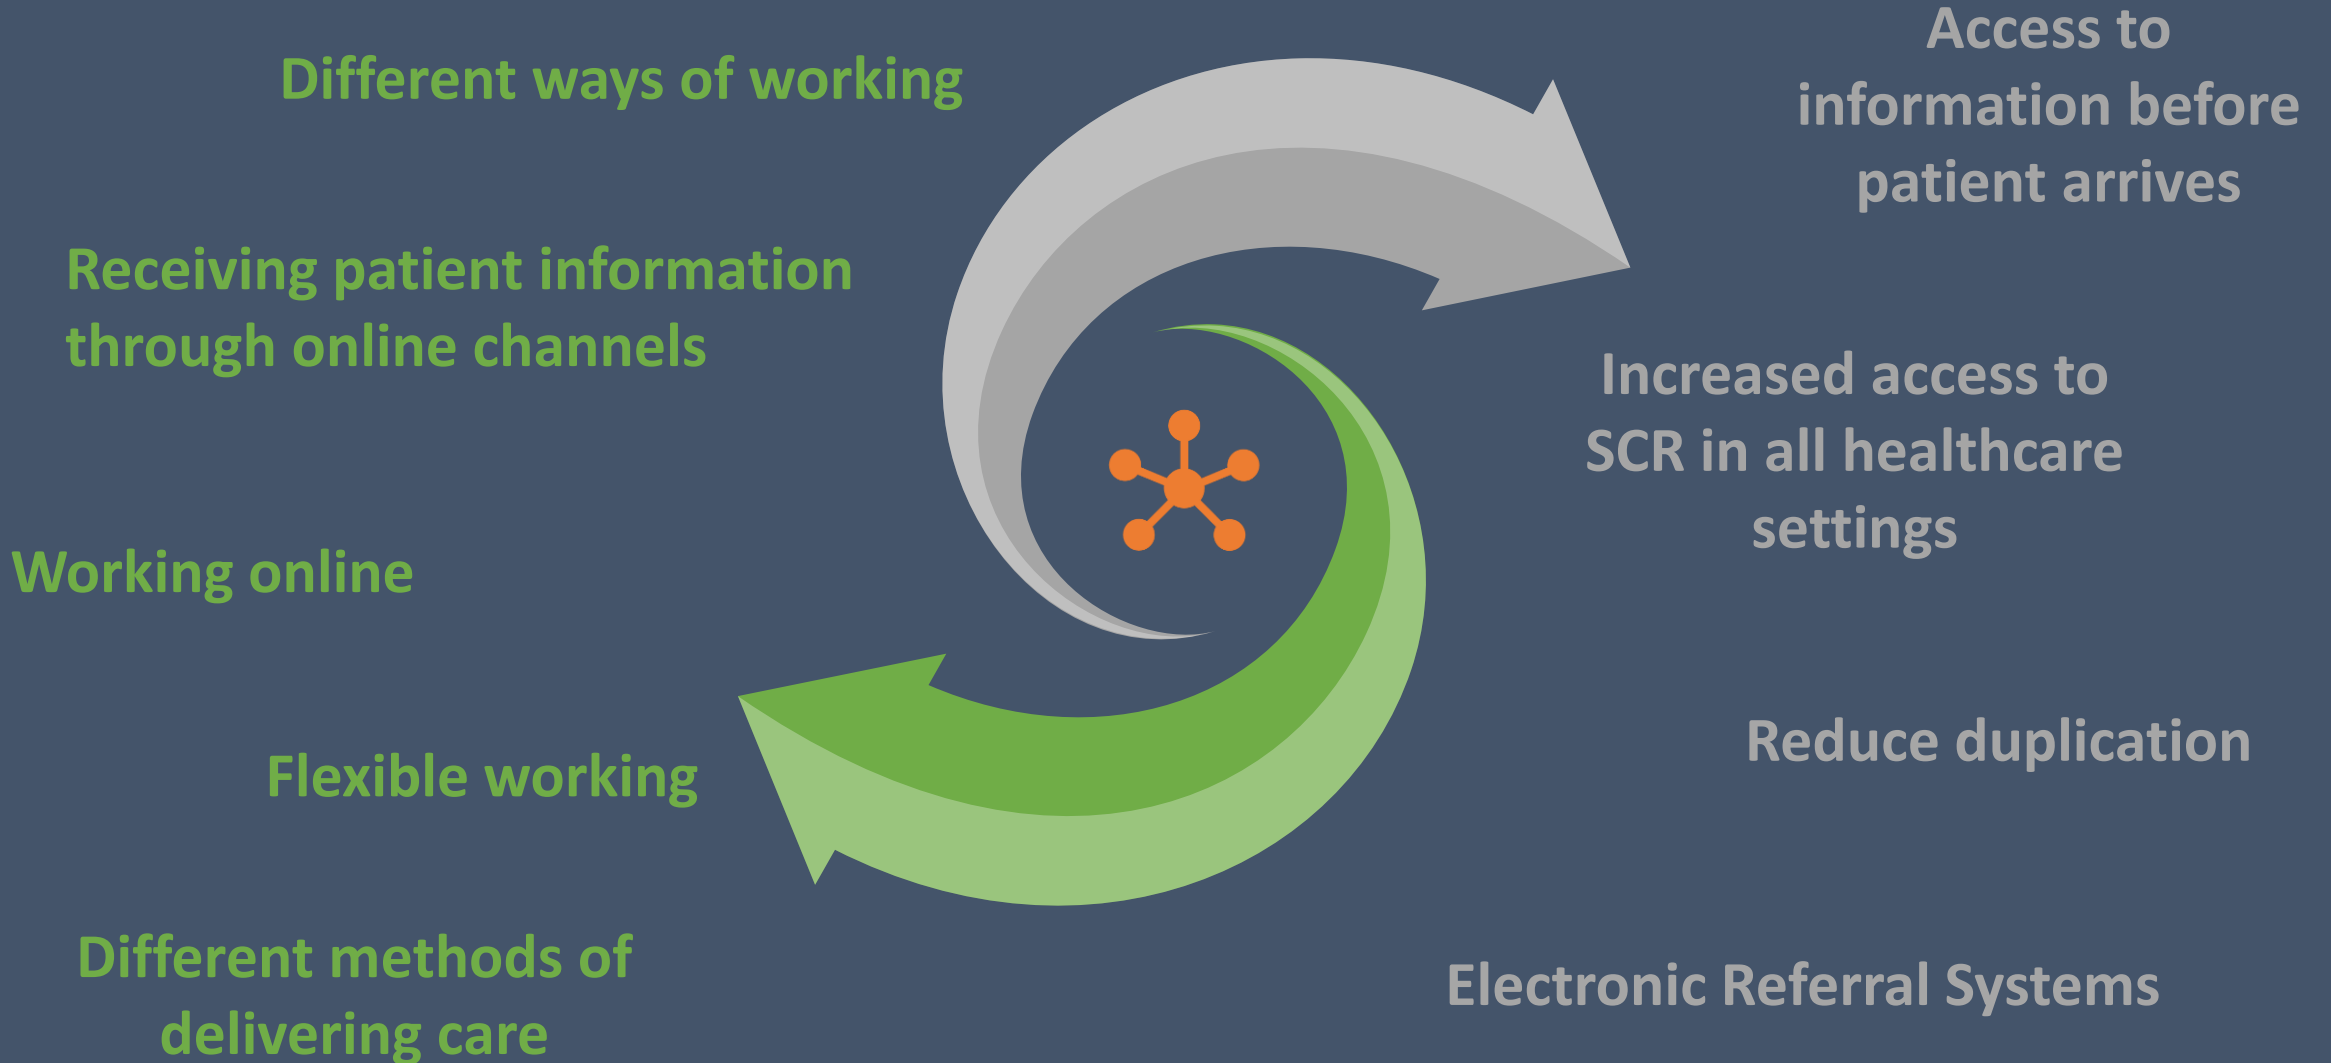 Different ways of working
Receiving patient information
through online channels
Working online
Flexible working
Different methods of
delivering care
Access to
information before
patient arrives
Increased access to
SCR in all healthcare
settings
Reduce duplication
Electronic Referral Systems